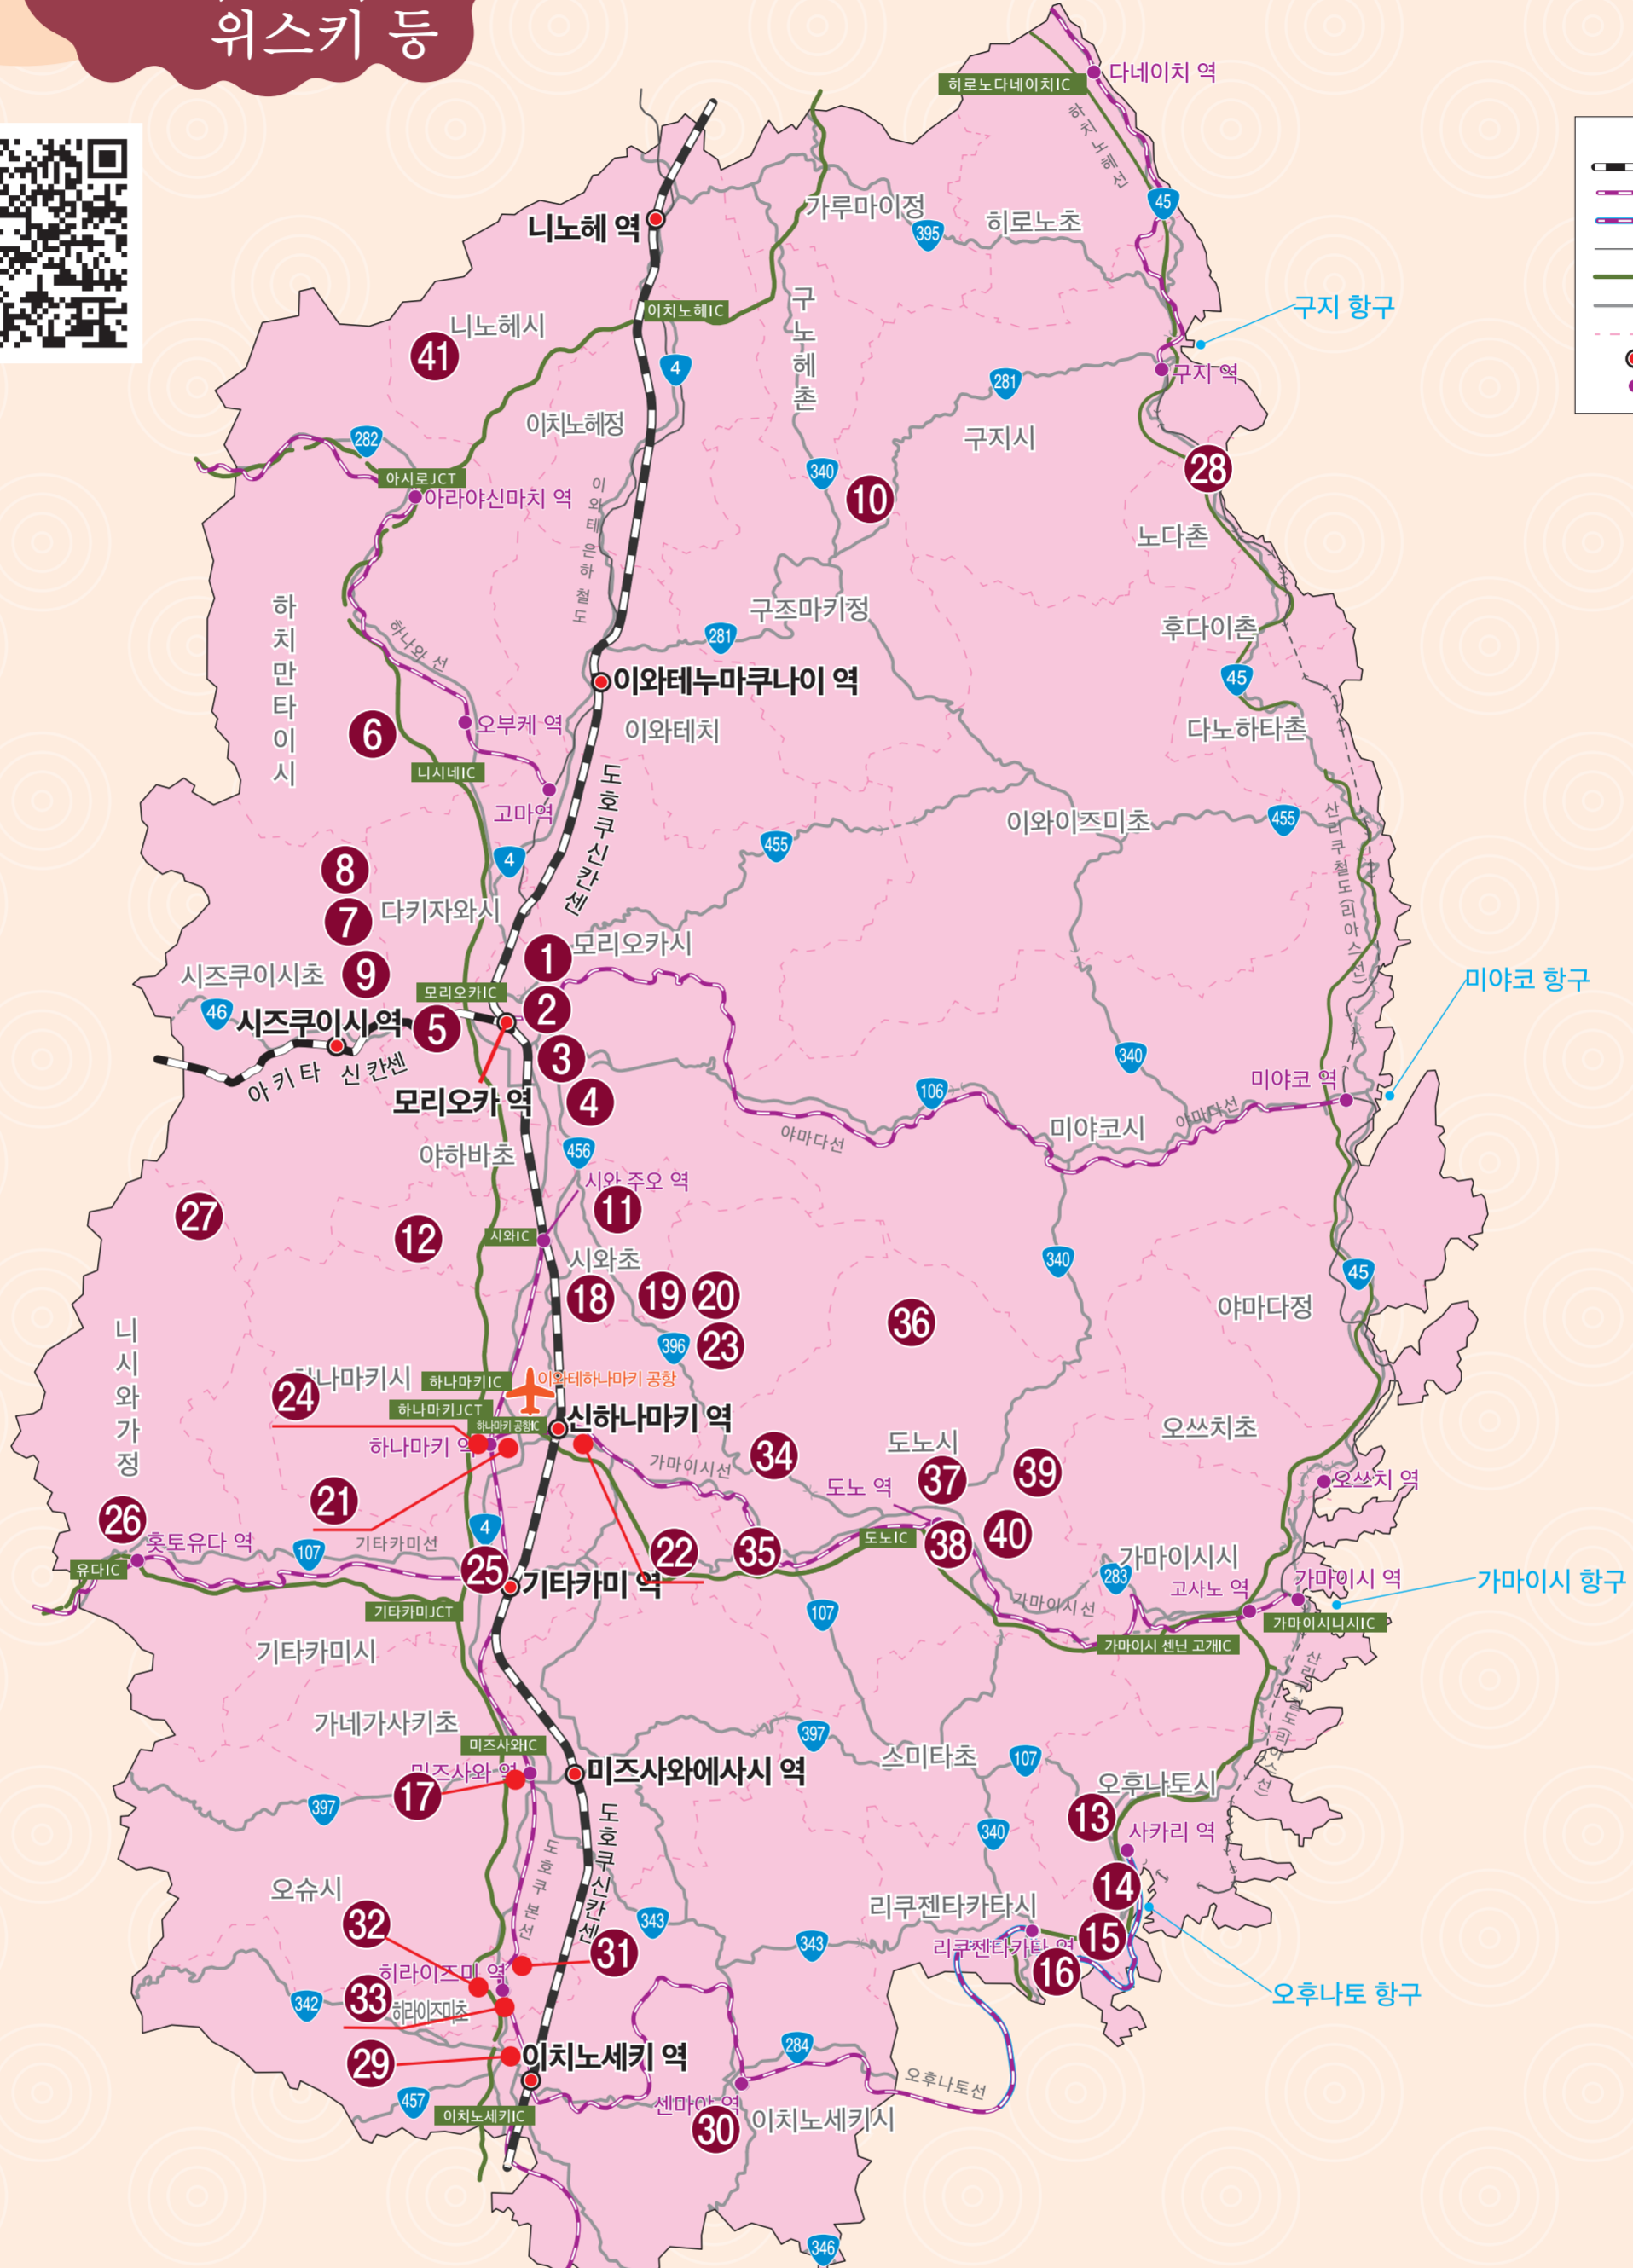 위스키 등
다네이치 역
히로노다네이치IC
하치노헤선
45
가루마이정
395
히로노초
니노헤 역
구지 항구
이치노헤IC
니노헤시
41
구노헤촌
4
281
구지 역
이치노헤정
구지시
282
아시로JCT
아라야신마치 역
340
10
28
이와테 은하 철도
노다촌
하치만타이시
구조마키정
후다이촌
하나와 선
281
이와테누마쿠나이 역
45
6
오부케 역
이와테치
다노하타촌
니시네IC
고마역
도호쿠신칸센
이와이즈미초
455
455
산리쿠 철도(리아스 선)
4
8
7
다키자와시
1
모리오카시
시즈쿠이시초
9
미야코 항구
모리오카IC
46
시즈쿠이시 역
5
2
아키타 신칸센
3
340
미야코 역
모리오카 역
4
106
야마다선
미야코시
야마다선
야하바초
456
시와 주오 역
27
12
시와IC
11
시와초
340
45
18
19
20
야마다정
36
니시와가정
396
23
하나마키시
24
하나마키IC
이와테하나마키 공항
하나마키JCT
하나마키 공항IC
신하나마키 역
하나마키 역
가마이시선
34
도노시
오쓰치초
37
39
오쓰치 역
도노 역
21
26
홋토유다 역
기타카미선
4
107
22
35
도노IC
38
40
가마이시시
유다IC
25
기타카미 역
283
고사노 역
가마이시 역
가마이시 항구
기타카미JCT
107
가마이시선
가마이시니시IC
가마이시 센닌 고개IC
기타카미시
산리쿠 철도(리아스 선)
가네가사키초
397
미즈사와IC
스미타초
107
미즈사와 역
미즈사와에사시 역
오후나토시
17
397
13
340
사카리 역
도호쿠신칸센
도호쿠 본선
오슈시
14
32
343
리쿠젠타카타시
31
343
15
리쿠젠타카타 역
히라이즈미 역
16
오후나토 항구
33
히라이즈미초
342
29
이치노세키 역
284
오후나토선
457
이치노세키IC
센마야 역
30
이치노세키시
346